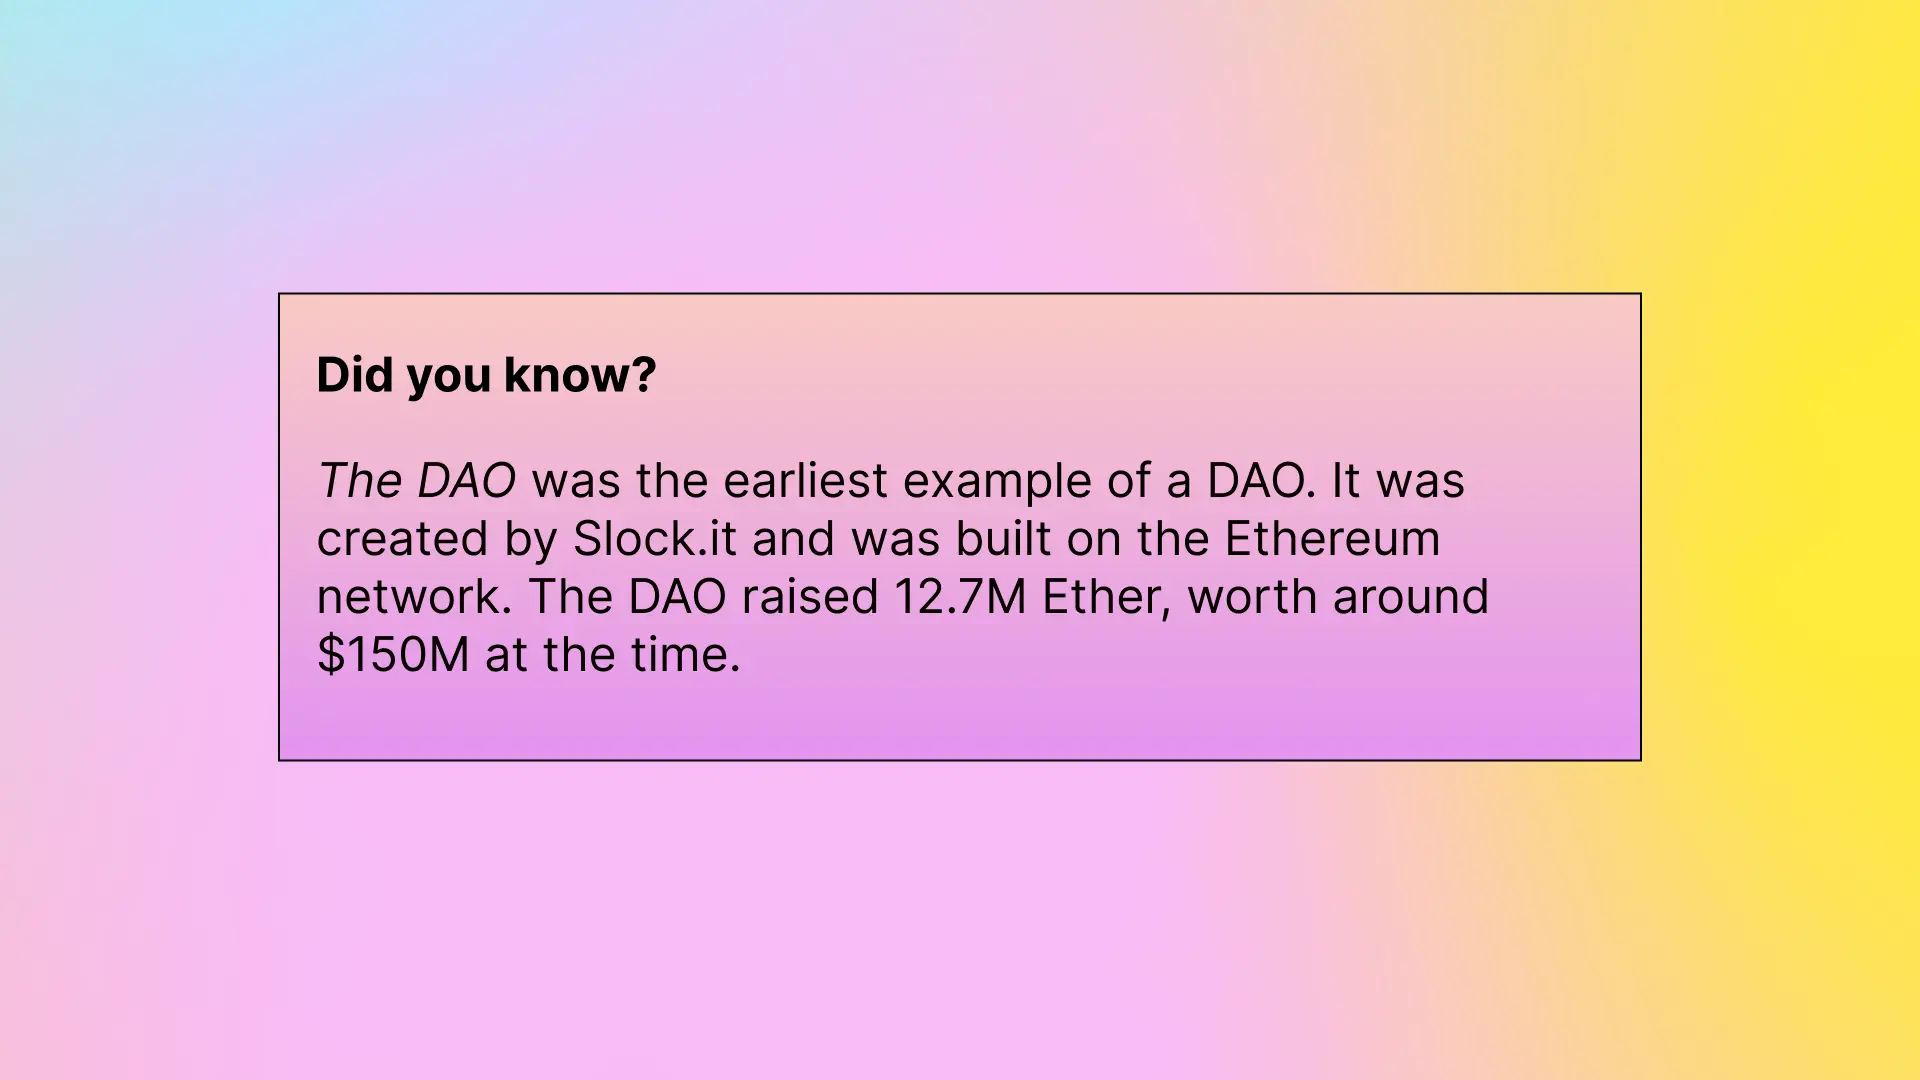 Did you know?
The DAO was the earliest example of a DAO. It was
created by Slock.it and was built on the Ethereum
network. The DAO raised 12.7M Ether, worth around
$150M at the time.